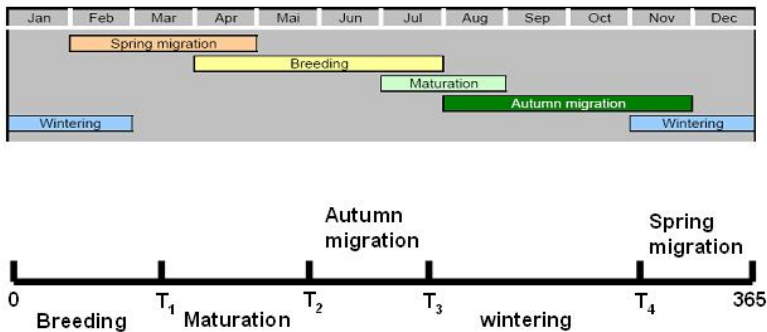 Jan Feb Mar Apr Mai Jun Jul Aug Sep Oct Nov Dec
Spring migration
Breeding
Maturation
Autumn migration
Wintering Wintering
Autumn
migration
Spring
migration
0 T1 T2 T3 T4 365
Breeding Maturation wintering